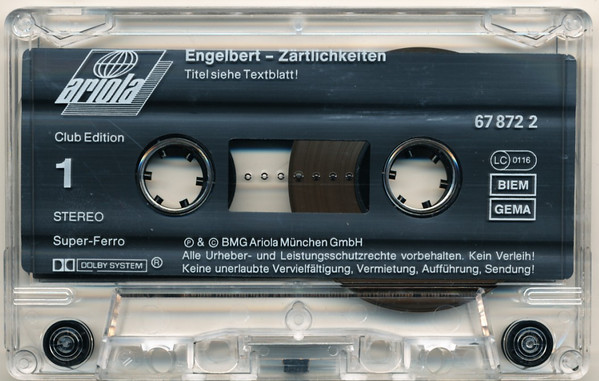 Engelbert – Zärtlichkeiten
Titel siehe Textblatt!
ariola
67 872 2
Club Edition
1
LC 0116
BIEM
GEMA
STEREO
Super-Ferro
DOLBY SYSTEM ®
℗ & © BMG Ariola München GmbH
Alle Urheber- und Leistungsschutzrechte vorbehalten. Kein Verleih!
Keine unerlaubte Vervielfältigung, Vermietung, Aufführung, Sendung!